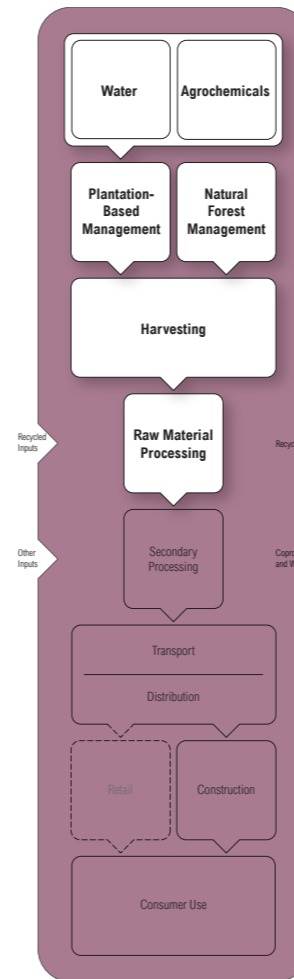 Water
Agrochemicals
Plantation-
Based
Management
Natural
Forest
Management
Harvesting
Recycled
Inputs
Raw Material
Processing
Other
Inputs
Secondary
Processing
Transport
Distribution
Retail
Construction
Consumer Use